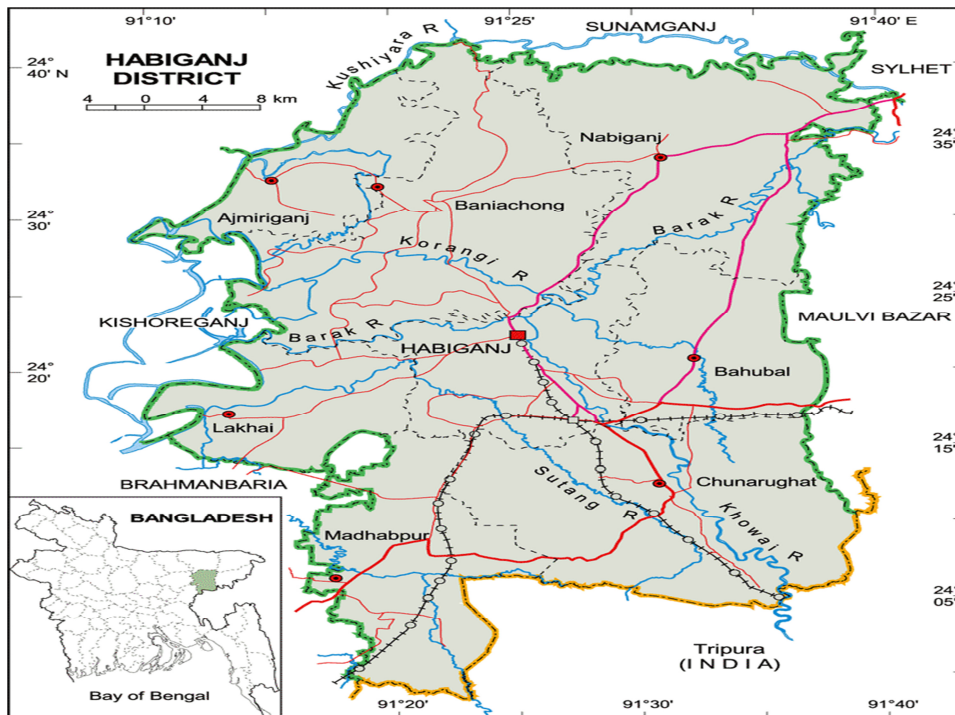 91°10'
91°25'
91°40' E
SUNAMGANJ
HABIGANJ
DISTRICT
24°
40' N
Kushiyara R
SYLHET
4 0 4 8 km
24°
35'
Nabiganj
Baniachong
Ajmiriganj
24°
30'
Barak R
Korangi R
24°
25'
KISHOREGANJ
MAULVI BAZAR
Barak R
HABIGANJ
24°
20'
Bahubal
Lakhai
24°
15'
BRAHMANBARIA
Chunarughat
Sutang R
Khowai R
BANGLADESH
Madhabpur
24°
05'
Tripura
(INDIA)
Bay of Bengal
91°20'
91°30'
91°40'